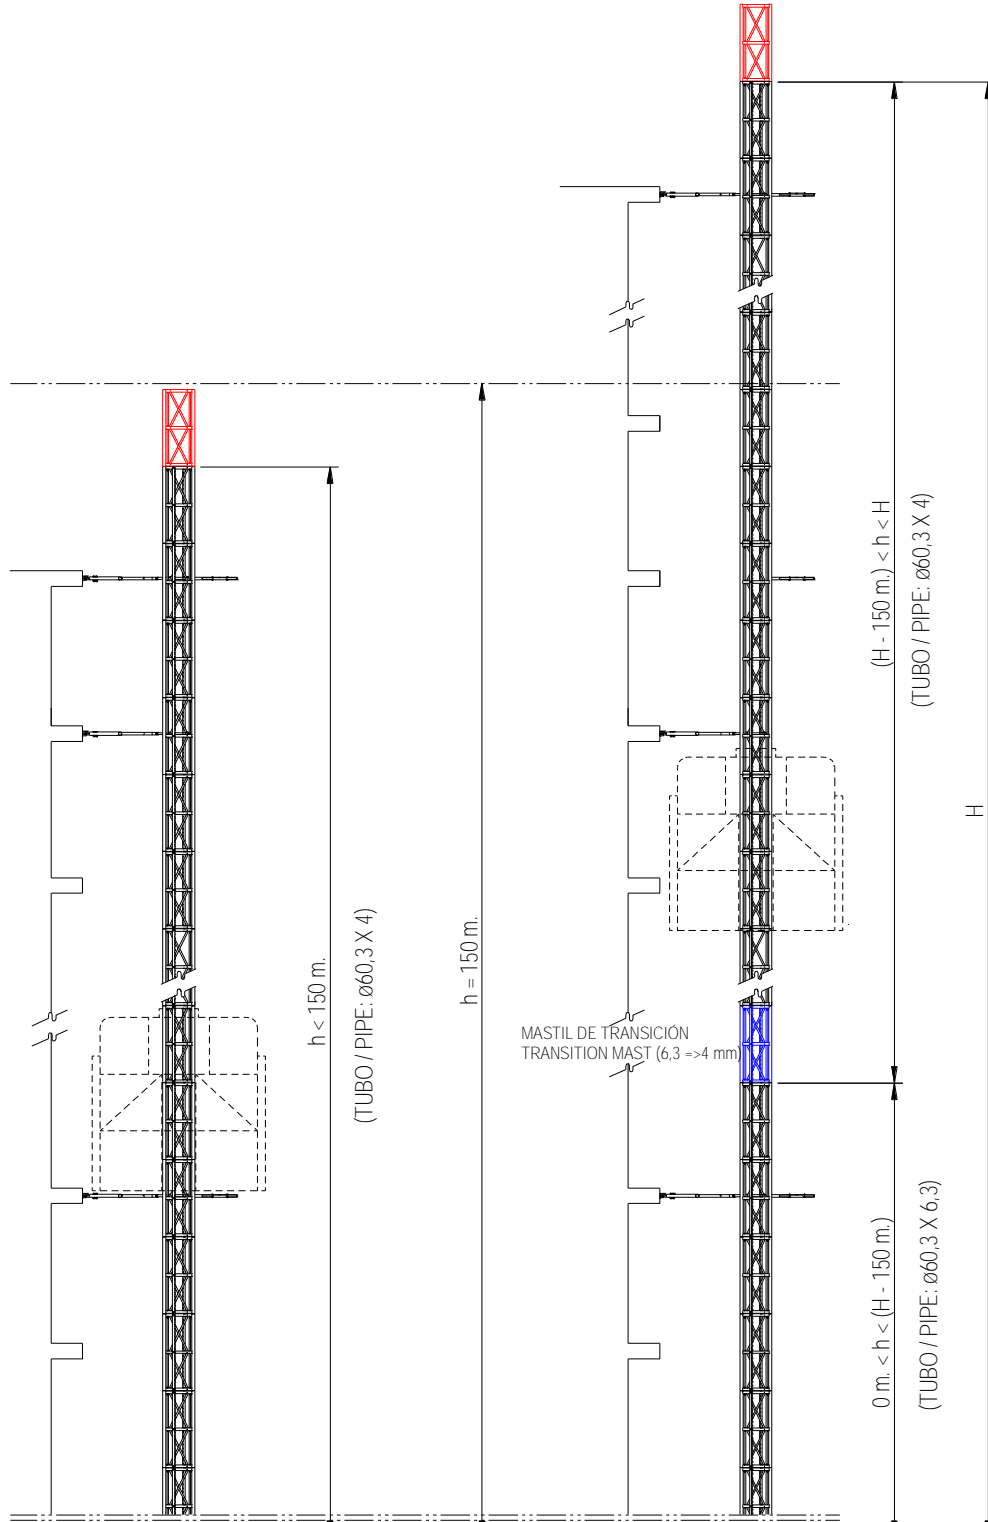 h < 150 m.
(TUBO / PIPE: ø60,3 X 4)
h = 150 m.
MASTIL DE TRANSICIÓN
TRANSITION MAST (6,3 =>4 mm)
(H - 150 m.) < h < H
(TUBO / PIPE: ø60,3 X 4)
H
0 m. < h < (H - 150 m.)
(TUBO / PIPE: ø60,3 X 6,3)